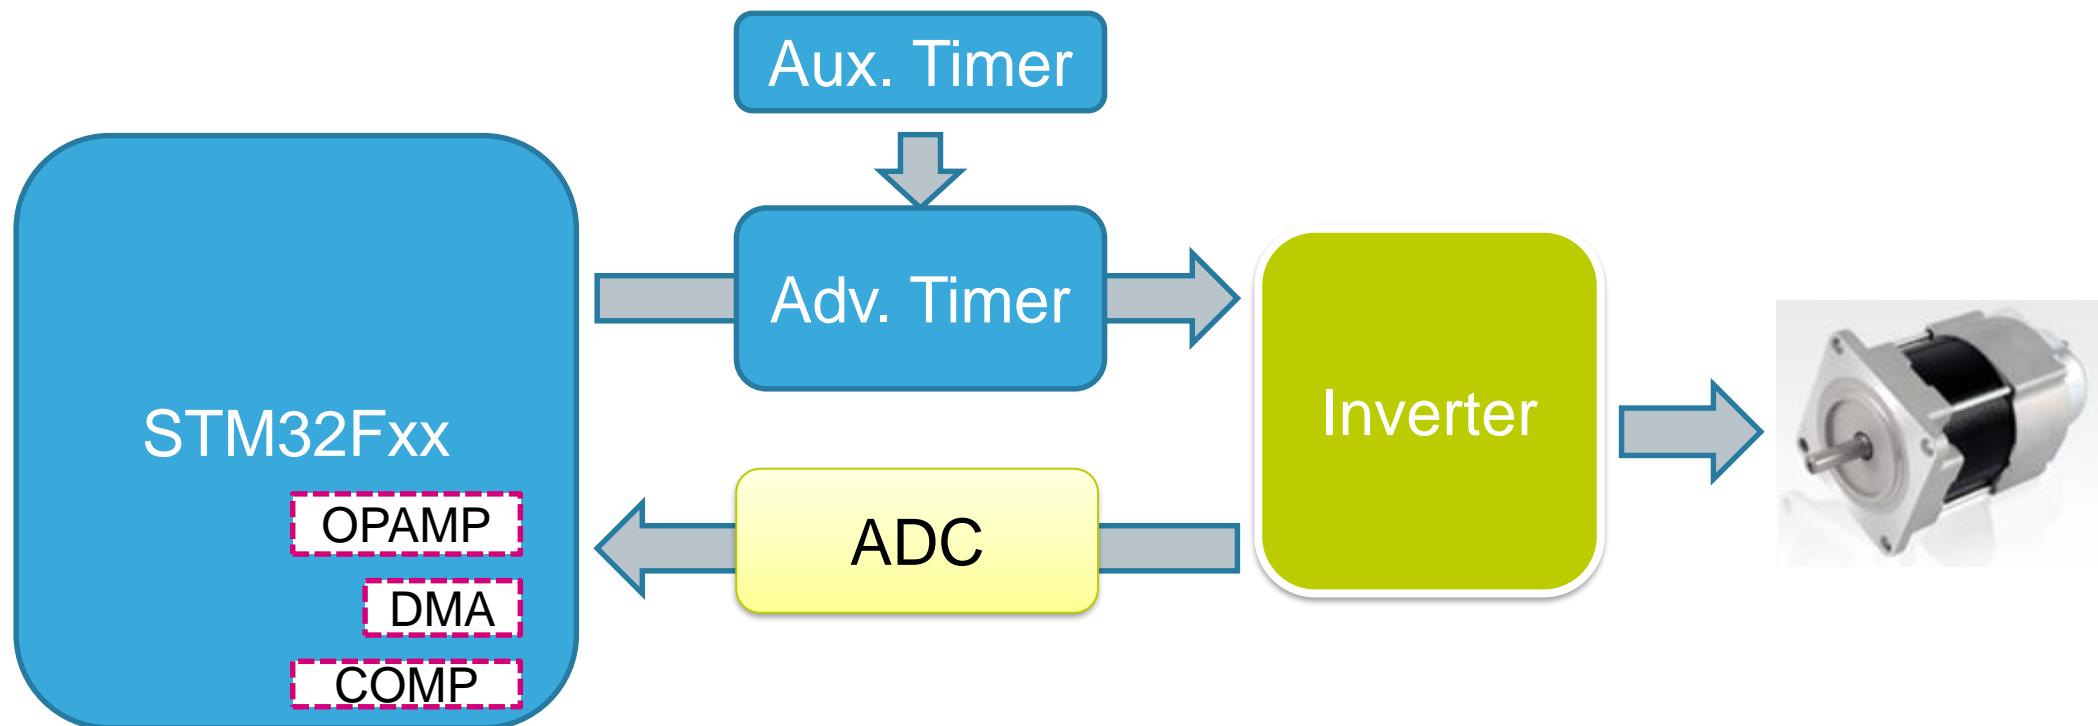 Aux. Timer
Adv. Timer
Inverter
STM32Fxx
OPAMP
ADC
DMA
COMP